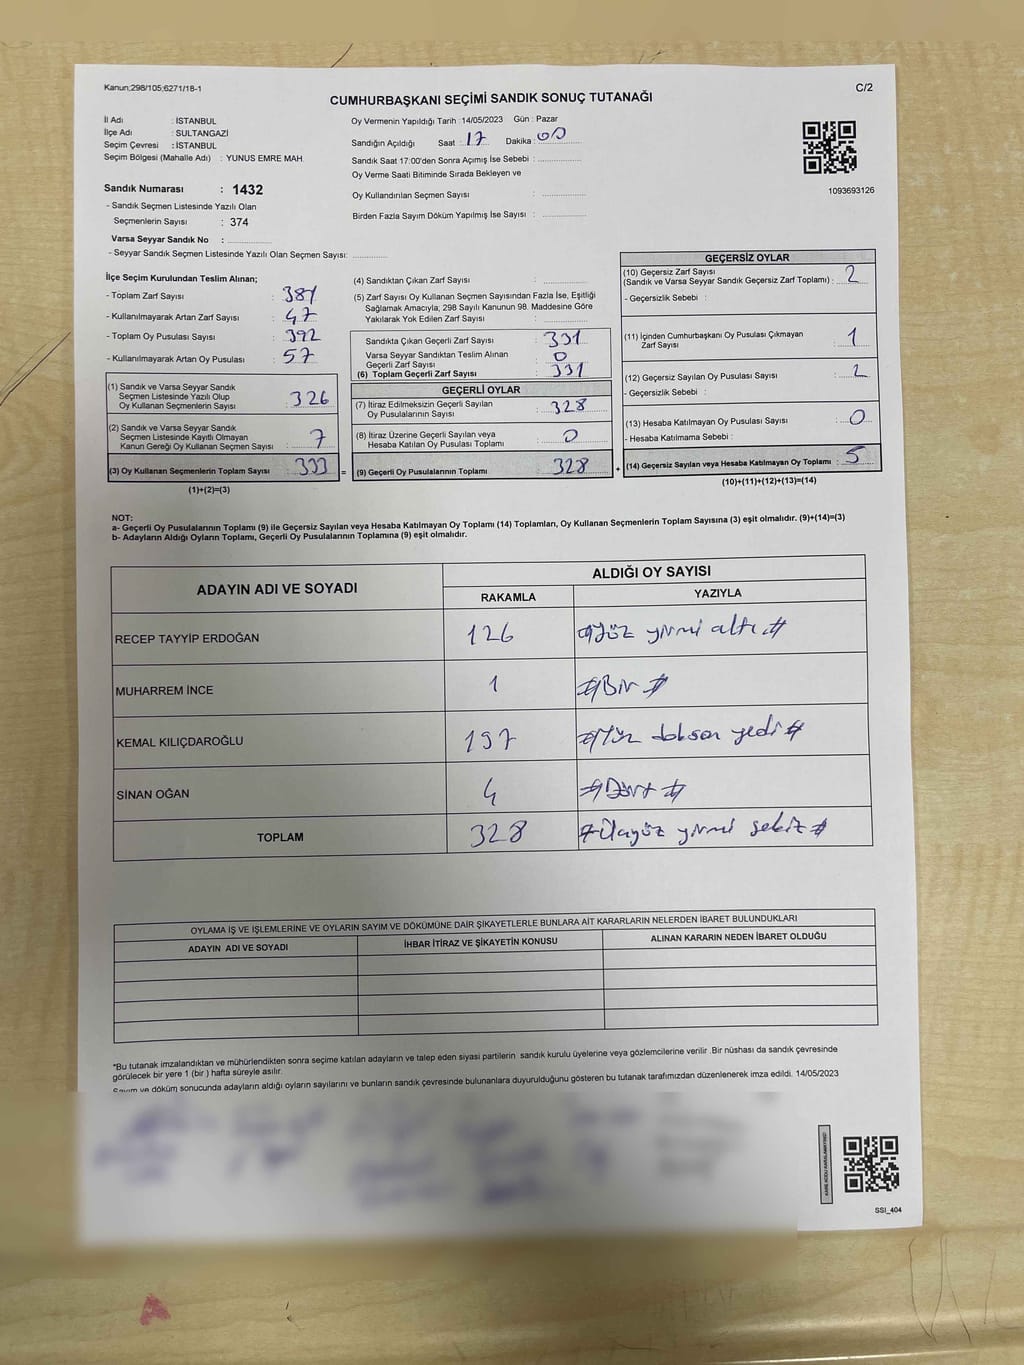 Kanun;298/105;6271/18-1
C/2
CUMHURBAŞKANI SEÇİMİ SANDIK SONUÇ TUTANAĞI
İl Adı : İSTANBUL
İlçe Adı : SULTANGAZİ
Seçim Çevresi : İSTANBUL
Seçim Bölgesi (Mahalle Adı) : YUNUS EMRE MAH.
Sandık Numarası : 1432
- Sandık Seçmen Listesinde Yazılı Olan
Seçmenlerin Sayısı : 374
Varsa Seyyar Sandık No :
- Seyyar Sandık Seçmen Listesinde Yazılı Olan Seçmen Sayısı:
Oy Vermenin Yapıldığı Tarih : 14/05/2023 Gün : Pazar
Sandığın Açıldığı Saat : 17 Dakika : 00
Sandık Saat 17:00'den Sonra Açımış İse Sebebi :
Oy Verme Saati Bitiminde Sırada Bekleyen ve
Oy Kullandırılan Seçmen Sayısı :
Birden Fazla Sayım Döküm Yapılmış İse Sayısı :
1093693126
İlçe Seçim Kurulundan Teslim Alınan;
- Toplam Zarf Sayısı : 381
- Kullanılmayarak Artan Zarf Sayısı : 47
- Toplam Oy Pusulası Sayısı : 392
- Kullanılmayarak Artan Oy Pusulası : 57
(1) Sandık ve Varsa Seyyar Sandık
Seçmen Listesinde Yazılı Olup
Oy Kullanan Seçmenlerin Sayısı : 326
(2) Sandık ve Varsa Seyyar Sandık
Seçmen Listesinde Kayıtlı Olmayan
Kanun Gereği Oy Kullanan Seçmen Sayısı : 7
(3) Oy Kullanan Seçmenlerin Toplam Sayısı : 333 =
(1)+(2)=(3)
(4) Sandıktan Çıkan Zarf Sayısı :
(5) Zarf Sayısı Oy Kullanan Seçmen Sayısından Fazla İse, Eşitliği
Sağlamak Amacıyla; 298 Sayılı Kanunun 98. Maddesine Göre
Yakılarak Yok Edilen Zarf Sayısı :
Sandıkta Çıkan Geçerli Zarf Sayısı : 331
Varsa Seyyar Sandıktan Teslim Alınan
Geçerli Zarf Sayısı : 0
(6) Toplam Geçerli Zarf Sayısı : 331
GEÇERLİ OYLAR
(7) İtiraz Edilmeksizin Geçerli Sayılan
Oy Pusulalarının Sayısı : 328
(8) İtiraz Üzerine Geçerli Sayılan veya
Hesaba Katılan Oy Pusulası Toplamı : 0
(9) Geçerli Oy Pusulalarının Toplamı : 328 +
GEÇERSİZ OYLAR
(10) Geçersiz Zarf Sayısı
(Sandık ve Varsa Seyyar Sandık Geçersiz Zarf Toplamı) : 2
- Geçersizlik Sebebi :
(11) İçinden Cumhurbaşkanı Oy Pusulası Çıkmayan
Zarf Sayısı : 1
(12) Geçersiz Sayılan Oy Pusulası Sayısı : 2
- Geçersizlik Sebebi :
(13) Hesaba Katılmayan Oy Pusulası Sayısı : 0
- Hesaba Katılmama Sebebi :
(14) Geçersiz Sayılan veya Hesaba Katılmayan Oy Toplamı : 5
(10)+(11)+(12)+(13)=(14)
NOT:
a- Geçerli Oy Pusulalarının Toplamı (9) ile Geçersiz Sayılan veya Hesaba Katılmayan Oy Toplamı (14) Toplamları, Oy Kullanan Seçmenlerin Toplam Sayısına (3) eşit olmalıdır. (9)+(14)=(3)
b- Adayların Aldığı Oyların Toplamı, Geçerli Oy Pusulalarının Toplamına (9) eşit olmalıdır.
ADAYIN ADI VE SOYADI
ALDIĞI OY SAYISI
RAKAMLA YAZIYLA
RECEP TAYYİP ERDOĞAN 126 #Yüz yirmi altı#
MUHARREM İNCE 1 #Bir#
KEMAL KILIÇDAROĞLU 197 #Yüz doksan yedi#
SİNAN OĞAN 4 #Dört#
TOPLAM 328 #Üçyüz yirmi sekiz#
OYLAMA İŞ VE İŞLEMLERİNE VE OYLARIN SAYIM VE DÖKÜMÜNE DAİR ŞİKAYETLERLE BUNLARA AİT KARARLARIN NELERDEN İBARET BULUNDUKLARI
ADAYIN ADI VE SOYADI İHBAR İTİRAZ VE ŞİKAYETİN KONUSU ALINAN KARARIN NEDEN İBARET OLDUĞU
*Bu tutanak imzalandıktan ve mühürlendikten sonra seçime katılan adayların ve talep eden siyasi partilerin sandık kurulu üyelerine veya gözlemcilerine verilir .Bir nüshası da sandık çevresinde
görülecek bir yere 1 (bir ) hafta süreyle asılır.
Sayım ve döküm sonucunda adayların aldığı oyların sayılarını ve bunların sandık çevresinde bulunanlara duyurulduğunu gösteren bu tutanak tarafımızdan düzenlenerek imza edildi. 14/05/2023
SSI_404